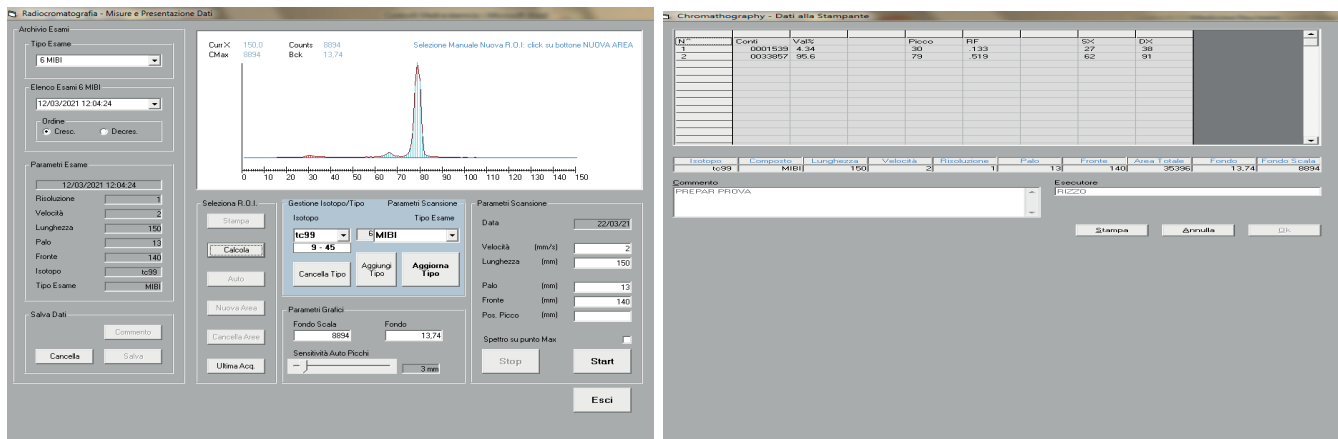 Radiocromatografia - Misure e Presentazione Dati
Archivio Esami
Tipo Esame
6 MIBI
Elenco Esami 6 MIBI
12/03/2021 12:04:24
Ordine
Cresc. Decres.
Parametri Esame
12/03/2021 12:04:24
Risoluzione 1
Velocità 2
Lunghezza 150
Palo 13
Fronte 140
Isotopo tc99
Tipo Esame MIBI
Salva Dati
Commento
Cancella Salva
Curr X 150,0 Counts 8894 Selezione Manuale Nuova R.O.I: click su bottone NUOVA AREA
CMax 8894 Bck 13,74
0 10 20 30 40 50 60 70 80 90 100 110 120 130 140 150
Seleziona R.O.I.
Stampa
Calcola
Auto
Nuova Area
Cancella Aree
Ultima Acq.
Gestione Isotopo/Tipo Parametri Scansione
Isotopo Tipo Esame
tc99 6 MIBI
9 - 45
Cancella Tipo Aggiungi Tipo Aggiorna Tipo
Parametri Grafici
Fondo Scala Fondo
8894 13,74
Sensitività Auto Picchi
3 mm
Parametri Scansione
Data 22/03/21
Velocità (mm/s) 2
Lunghezza (mm) 150
Palo (mm) 13
Fronte (mm) 140
Pos. Picco (mm)
Spettro su punto Max
Stop Start
Esci
Chromathography - Dati alla Stampante
N^ Conti Val% Picco RF SX DX
1 0001539 4.34 30 .133 27 38
2 0033857 95.6 79 .519 62 91
Isotopo Composto Lunghezza Velocità Risoluzione Palo Fronte Area Totale Fondo Fondo Scala
tc99 MIBI 150 2 1 13 140 35396 13,74 8894
Commento Esecutore
PREPAR PROVA RIZZO
Stampa Annulla OK